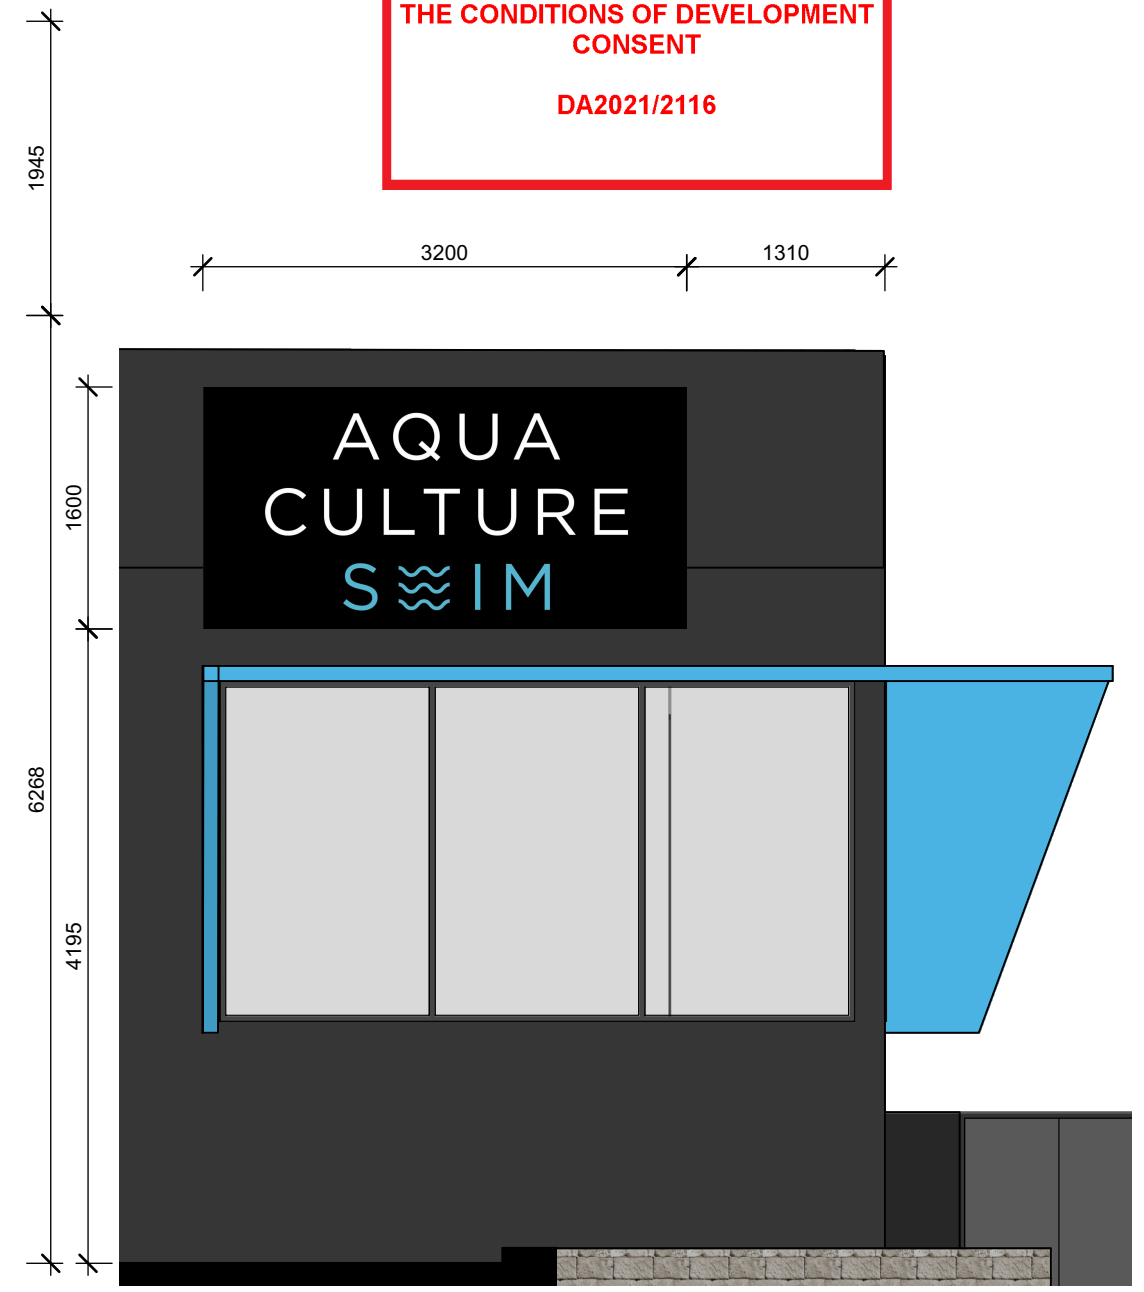 THE CONDITIONS OF DEVELOPMENT
CONSENT
DA2021/2116
1945
3200
1310
1600
AQUA
CULTURE
S IM
6268
4195